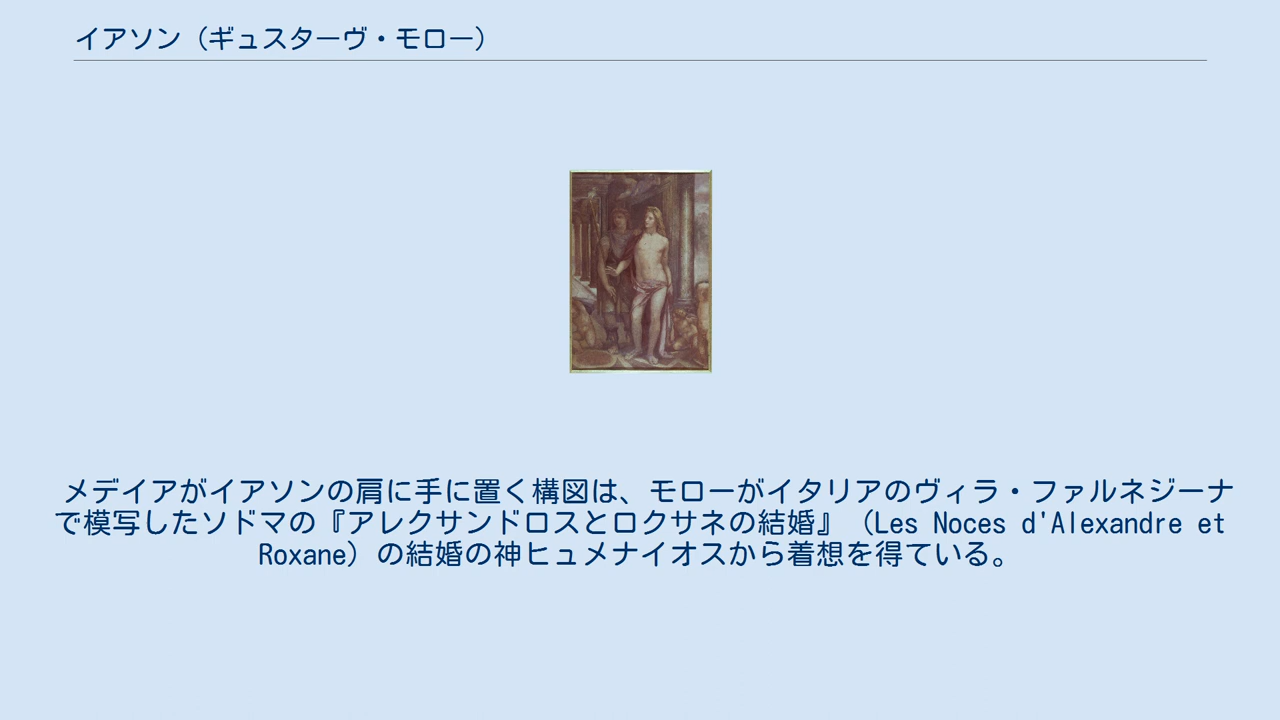 イアソン（ギュスターヴ・モロー）
メデイアがイアソンの肩に手に置く構図は、モローがイタリアのヴィラ・ファルネジーナ
で模写したソドマの『アレクサンドロスとロクサネの結婚』（Les Noces d'Alexandre et
Roxane）の結婚の神ヒュメナイオスから着想を得ている。